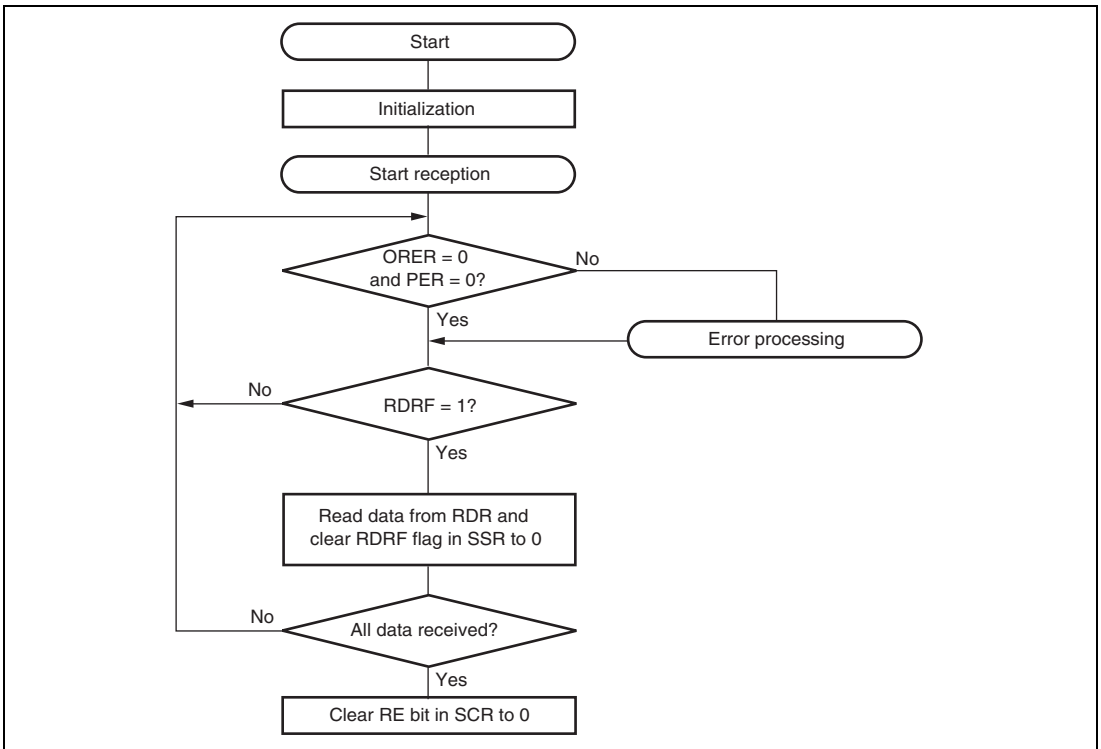 Start
Initialization
Start reception
ORER = 0
and PER = 0?
No
Yes
Error processing
No
RDRF = 1?
Yes
Read data from RDR and
clear RDRF flag in SSR to 0
No
All data received?
Yes
Clear RE bit in SCR to 0